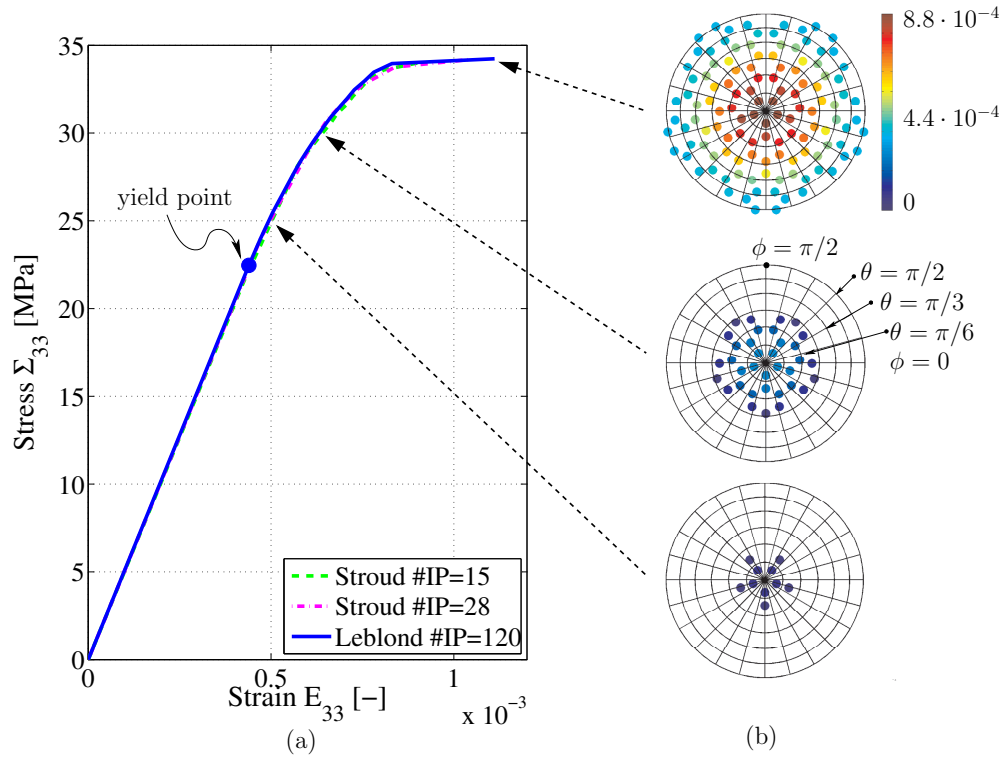 35
30
25
20
15
10
5
0
Stress Σ33 [MPa]
yield point
Stroud #IP=15
Stroud #IP=28
Leblond #IP=120
0
0.5
1
x 10⁻³
Strain E33 [−]
(a)
8.8 · 10⁻⁴
4.4 · 10⁻⁴
0
ϕ = π/2
θ = π/2
θ = π/3
θ = π/6
ϕ = 0
(b)